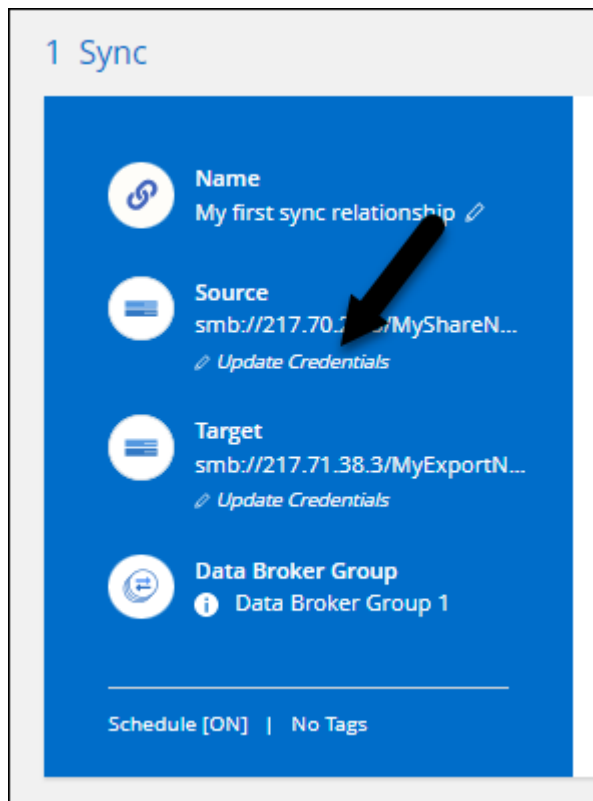 1 Sync
Name
My first sync relationship
Source
smb://217.70.2
/MyShareN...
Update Credentials
Target
smb://217.71.38.3/MyExportN...
Update Credentials
Data Broker Group
Data Broker Group 1
Schedule [ON] | No Tags